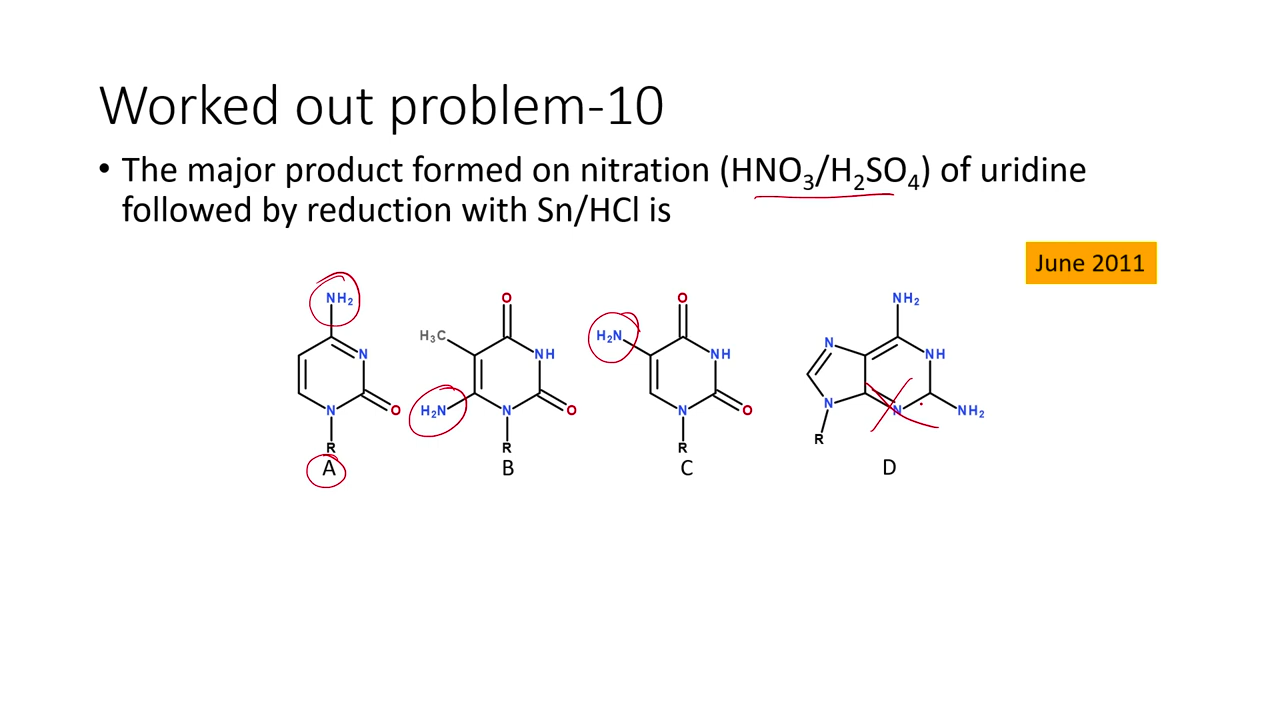 Worked out problem-10
• The major product formed on nitration (HNO₃/H₂SO₄) of uridine
followed by reduction with Sn/HCl is
June 2011
NH₂
N
N
O
R
A
O
H₃C
NH
H₂N
N
O
R
B
O
H₂N
NH
N
O
R
C
NH₂
N
NH
N
N
NH₂
R
D